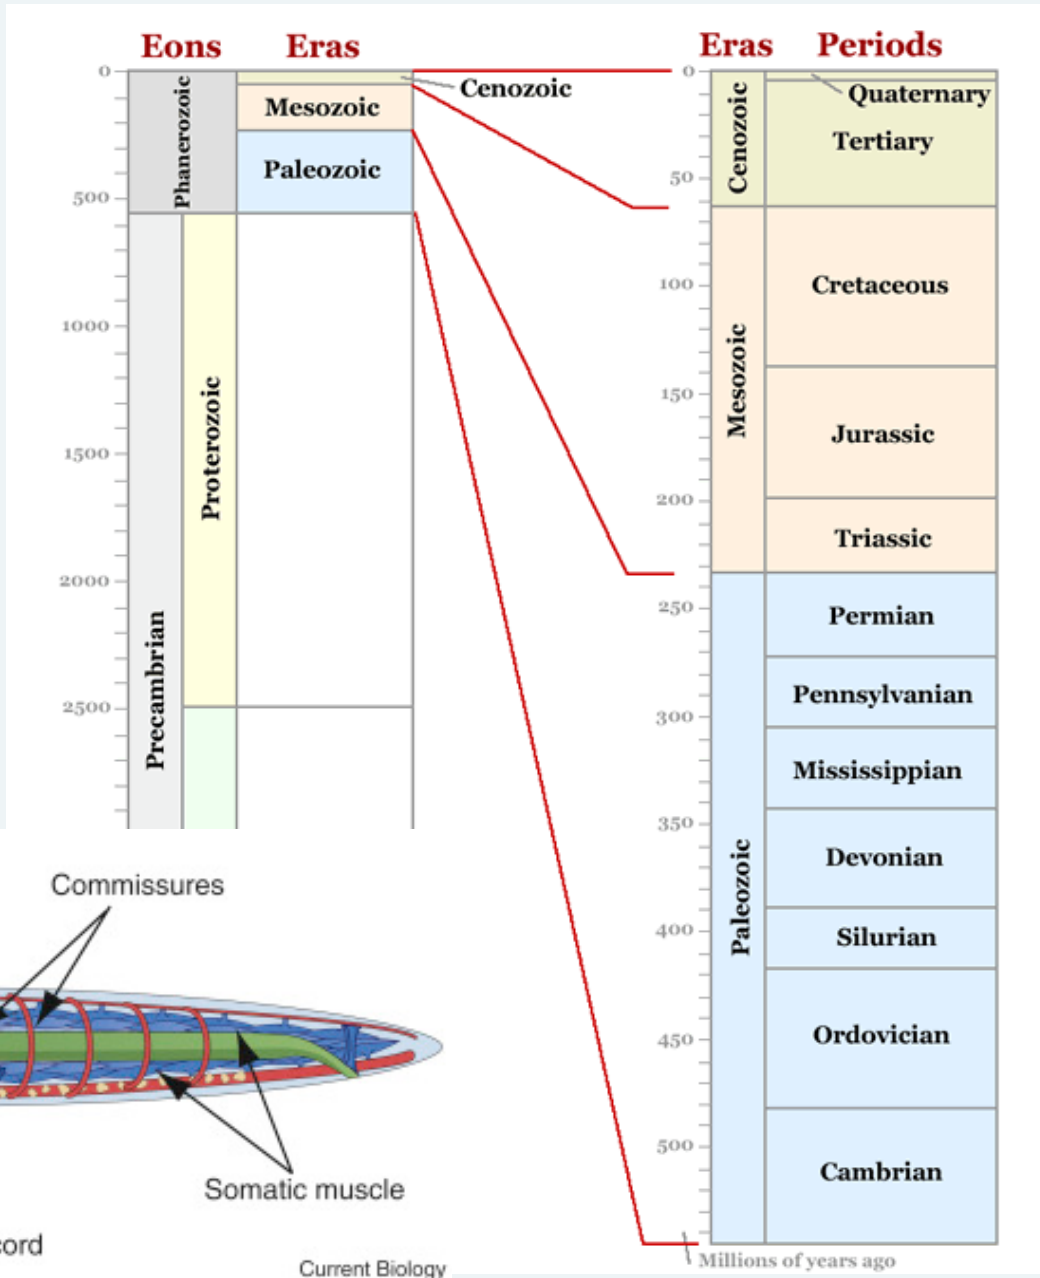 Eons Eras
0
500
1000
1500
2000
2500
Phanerozoic
Precambrian
Proterozoic
Cenozoic
Mesozoic
Paleozoic
Eras Periods
0
50
100
150
200
250
300
350
400
450
500
Cenozoic
Mesozoic
Paleozoic
Quaternary
Tertiary
Cretaceous
Jurassic
Triassic
Permian
Pennsylvanian
Mississippian
Devonian
Silurian
Ordovician
Cambrian
Millions of years ago
Commissures
Somatic muscle
cord
Current Biology